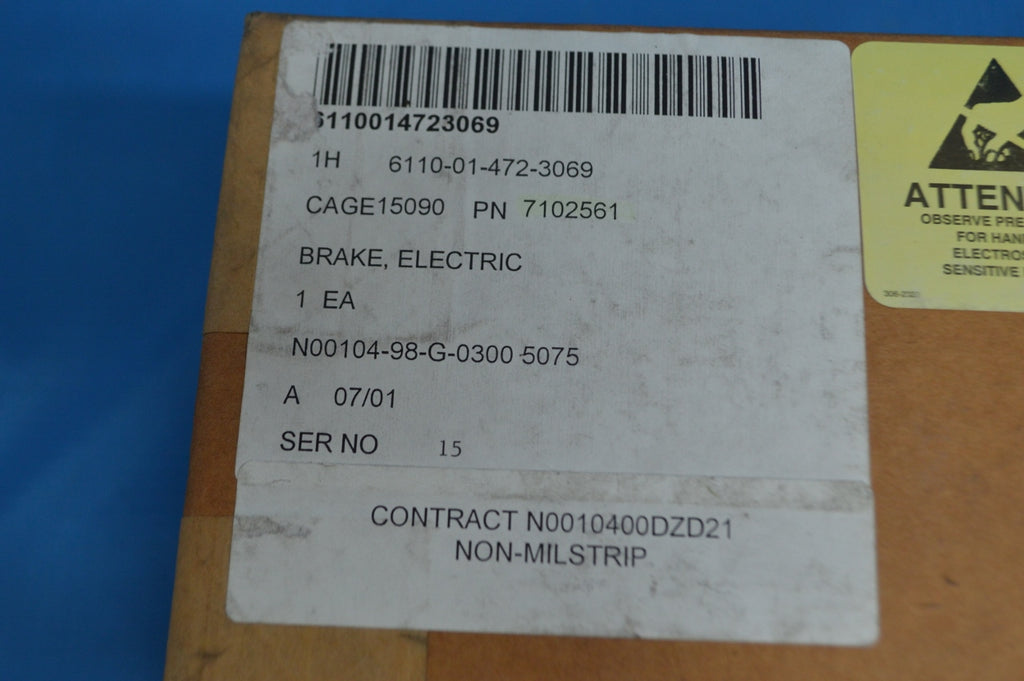 6110014723069
1H 6110-01-472-3069
CAGE15090 PN 7102561
BRAKE, ELECTRIC
1 EA
N00104-98-G-0300 5075
A 07/01
SER NO 15
CONTRACT N0010400DZD21
NON-MILSTRIP
ATTEN
OBSERVE PRE
FOR HAN
ELECTROS
SENSITIVE